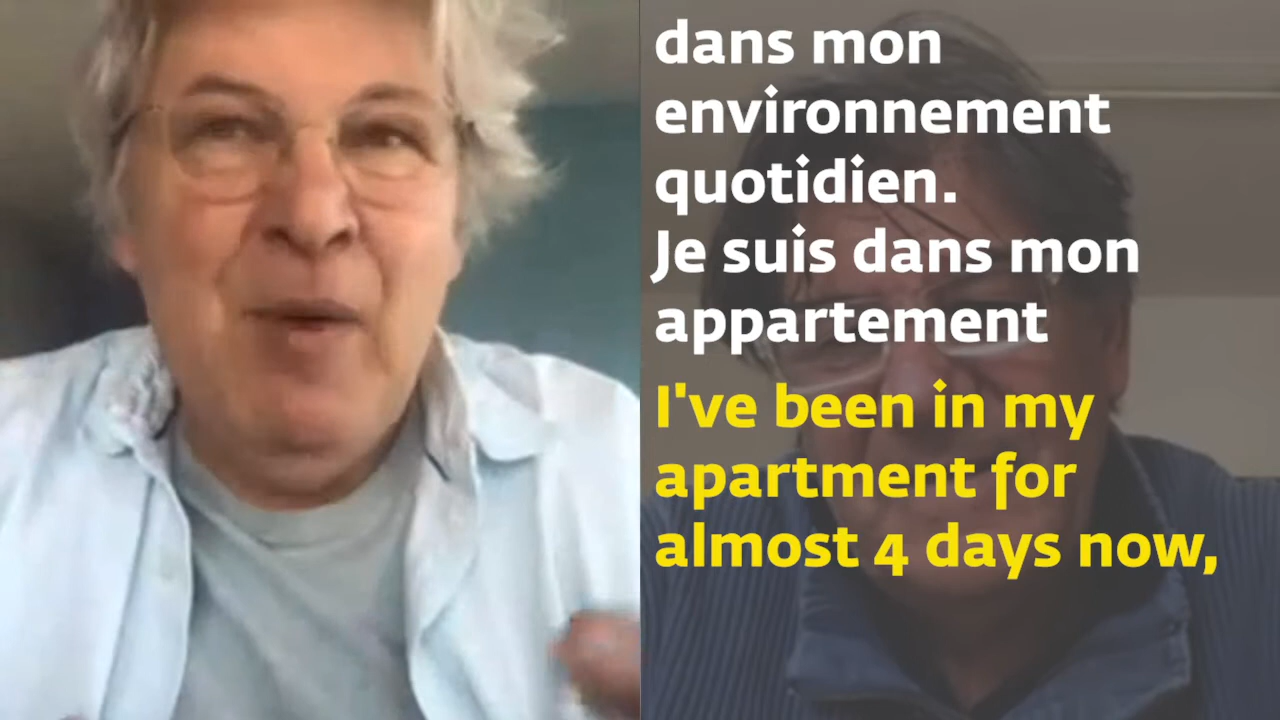 dans mon
environnement
quotidien.
Je suis dans mon
appartement
I've been in my
apartment for
almost 4 days now,